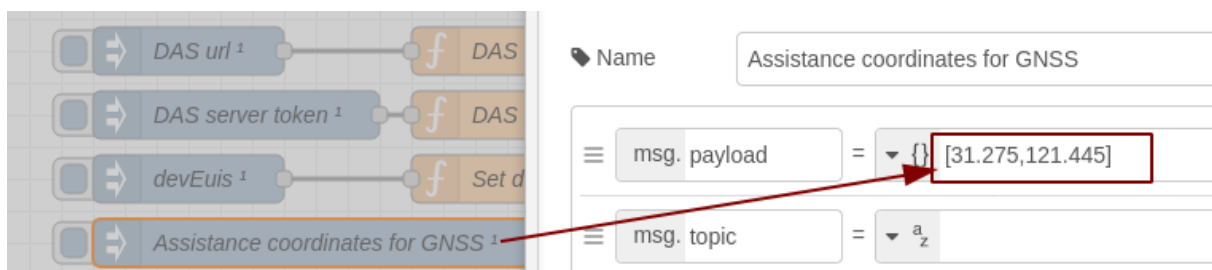 DAS url ¹
DAS
DAS server token ¹
DAS
devEuis ¹
Set d
Assistance coordinates for GNSS ¹
Name
Assistance coordinates for GNSS
msg. payload = {} [31.275,121.445]
msg. topic = a z